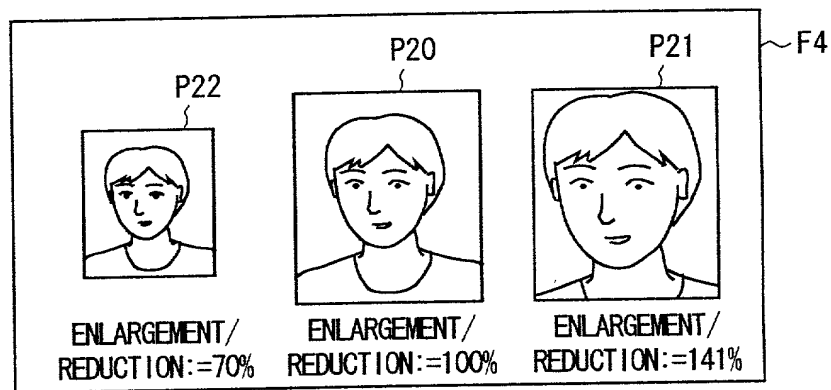 F4
P22
P20
P21
ENLARGEMENT/
REDUCTION:=70%
ENLARGEMENT/
REDUCTION:=100%
ENLARGEMENT/
REDUCTION:=141%